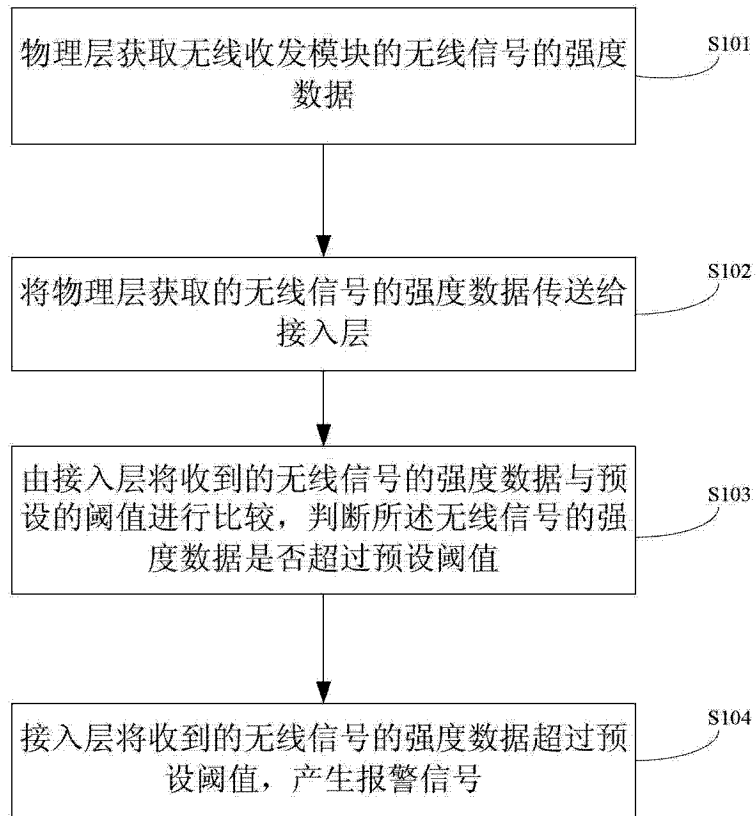 物理层获取无线收发模块的无线信号的强度
数据
S101
将物理层获取的无线信号的强度数据传送给
接入层
S102
由接入层将收到的无线信号的强度数据与预
设的阈值进行比较，判断所述无线信号的强
度数据是否超过预设阈值
S103
接入层将收到的无线信号的强度数据超过预
设阈值，产生报警信号
S104